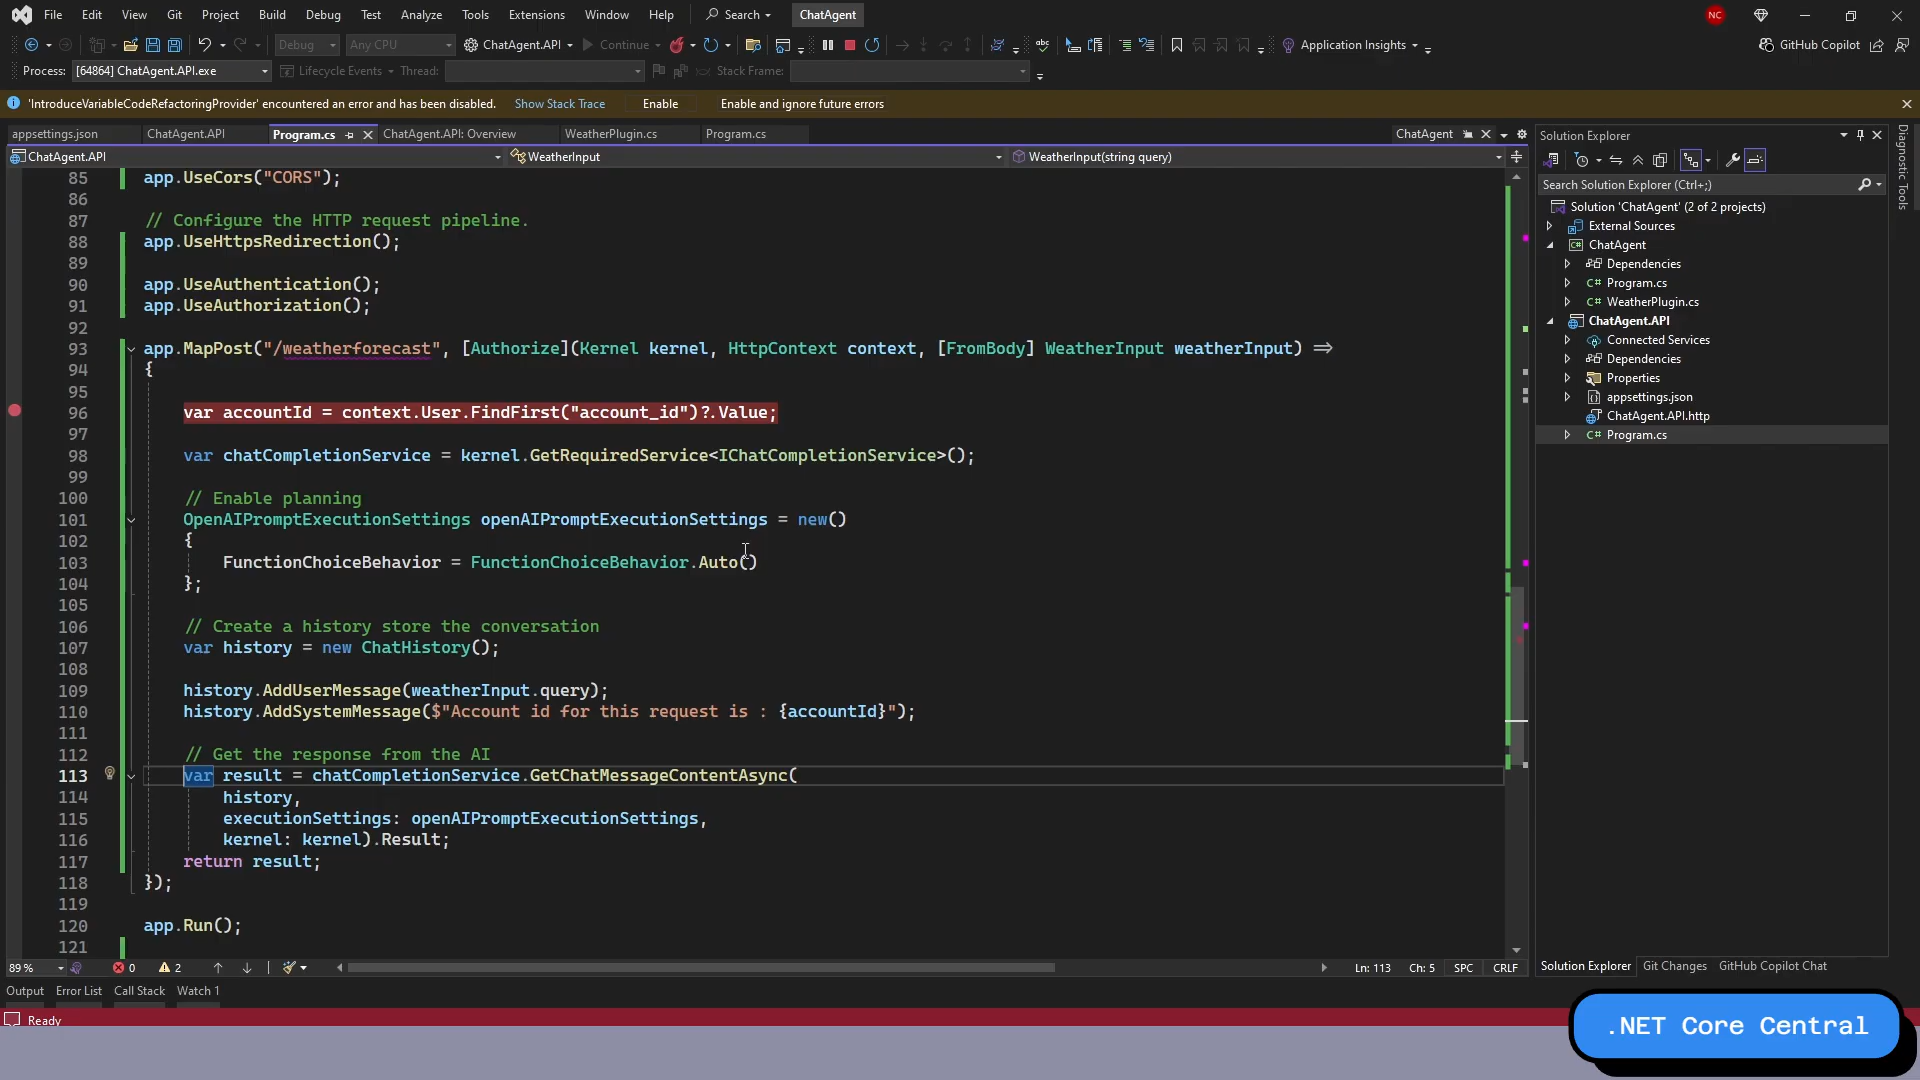 File Edit View Git Project Build Debug Test Analyze Tools Extensions Window Help Search ChatAgent NC
Debug Any CPU ChatAgent.API Continue Application Insights GitHub Copilot
Process: [64864] ChatAgent.API.exe Lifecycle Events Thread: Stack Frame:
'IntroduceVariableCodeRefactoringProvider' encountered an error and has been disabled. Show Stack Trace Enable Enable and ignore future errors
appsettings.json ChatAgent.API Program.cs ChatAgent.API: Overview WeatherPlugin.cs Program.cs ChatAgent
ChatAgent.API WeatherInput WeatherInput(string query)
85 app.UseCors("CORS");
86
87 // Configure the HTTP request pipeline.
88 app.UseHttpsRedirection();
89
90 app.UseAuthentication();
91 app.UseAuthorization();
92
93 app.MapPost("/weatherforecast", [Authorize](Kernel kernel, HttpContext context, [FromBody] WeatherInput weatherInput) =>
94 {
95
96 var accountId = context.User.FindFirst("account_id")?.Value;
97
98 var chatCompletionService = kernel.GetRequiredService<IChatCompletionService>();
99
100 // Enable planning
101 OpenAIPromptExecutionSettings openAIPromptExecutionSettings = new()
102 {
103 FunctionChoiceBehavior = FunctionChoiceBehavior.Auto()
104 };
105
106 // Create a history store the conversation
107 var history = new ChatHistory();
108
109 history.AddUserMessage(weatherInput.query);
110 history.AddSystemMessage($"Account id for this request is : {accountId}");
111
112 // Get the response from the AI
113 var result = chatCompletionService.GetChatMessageContentAsync(
114 history,
115 executionSettings: openAIPromptExecutionSettings,
116 kernel: kernel).Result;
117 return result;
118 });
119
120 app.Run();
121
89 % 0 2 Ln: 113 Ch: 5 SPC CRLF
Output Error List Call Stack Watch 1
Ready
Solution Explorer
Search Solution Explorer (Ctrl+;)
Solution 'ChatAgent' (2 of 2 projects)
External Sources
ChatAgent
Dependencies
C# Program.cs
C# WeatherPlugin.cs
ChatAgent.API
Connected Services
Dependencies
Properties
appsettings.json
ChatAgent.API.http
C# Program.cs
Solution Explorer Git Changes GitHub Copilot Chat
Diagnostic Tools
.NET Core Central